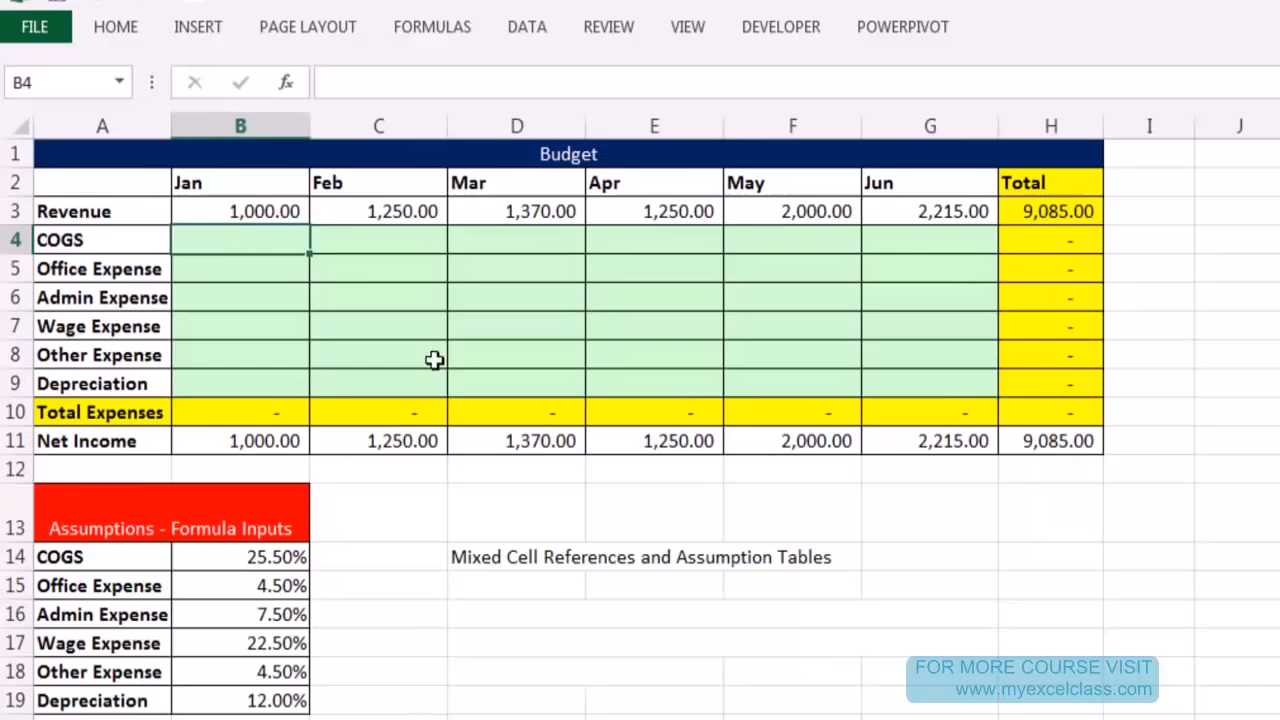 FILE HOME INSERT PAGE LAYOUT FORMULAS DATA REVIEW VIEW DEVELOPER POWERPIVOT
B4 fx
A B C D E F G H I J
1 Budget
2 Jan Feb Mar Apr May Jun Total
3 Revenue 1,000.00 1,250.00 1,370.00 1,250.00 2,000.00 2,215.00 9,085.00
4 COGS -
5 Office Expense -
6 Admin Expense -
7 Wage Expense -
8 Other Expense -
9 Depreciation -
10 Total Expenses - - - - - - -
11 Net Income 1,000.00 1,250.00 1,370.00 1,250.00 2,000.00 2,215.00 9,085.00
12
13 Assumptions - Formula Inputs
14 COGS 25.50% Mixed Cell References and Assumption Tables
15 Office Expense 4.50%
16 Admin Expense 7.50%
17 Wage Expense 22.50%
18 Other Expense 4.50%
19 Depreciation 12.00%
FOR MORE COURSE VISIT
www.myexcelclass.com